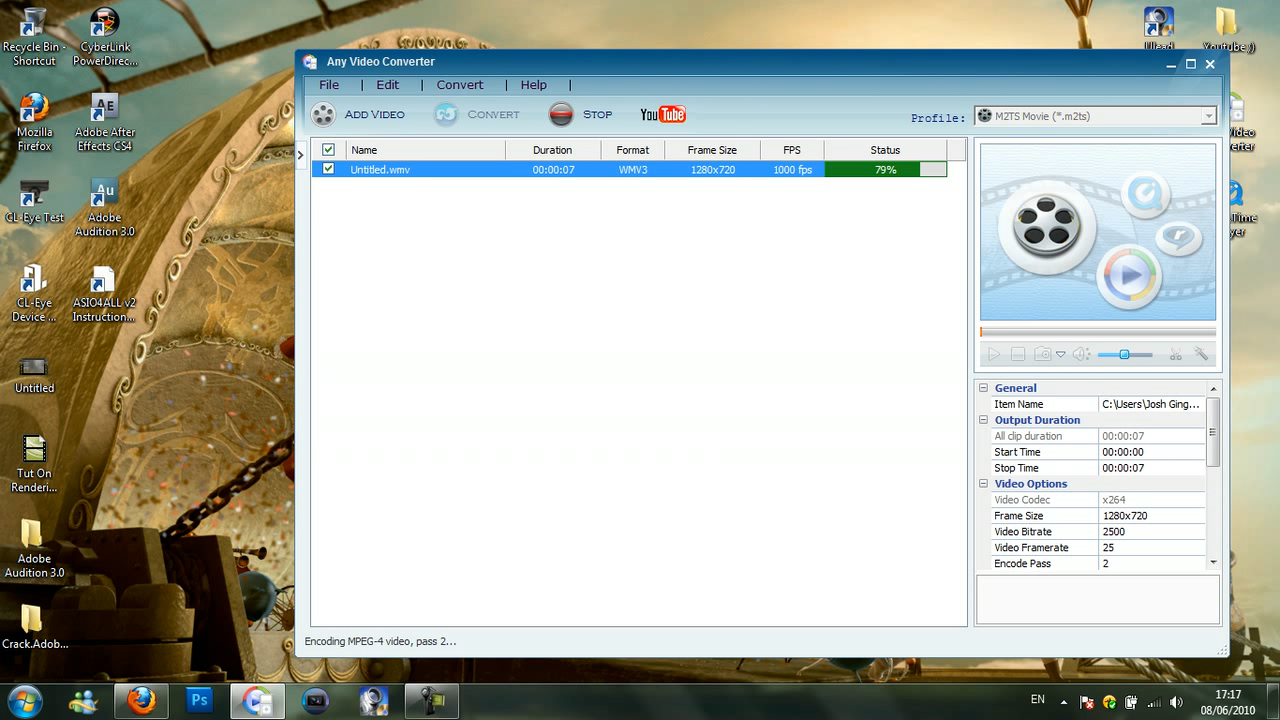 Recycle Bin - Shortcut
CyberLink PowerDirec...
Mozilla Firefox
Adobe After Effects CS4
CL-Eye Test
Adobe Audition 3.0
CL-Eye Device ...
ASIO4ALL v2 Instruction...
Untitled
Tut On Renderi...
Adobe Audition 3.0
Crack.Adob...
Ulead
Youtube ;)
Any Video Converter
File
Edit
Convert
Help
ADD VIDEO
CONVERT
STOP
YouTube
Profile:
M2TS Movie (*.m2ts)
Name
Duration
Format
Frame Size
FPS
Status
Untitled.wmv
00:00:07
WMV3
1280x720
1000 fps
79%
General
Item Name
C:\Users\Josh Ging...
Output Duration
All clip duration
00:00:07
Start Time
00:00:00
Stop Time
00:00:07
Video Options
Video Codec
x264
Frame Size
1280x720
Video Bitrate
2500
Video Framerate
25
Encode Pass
2
Encoding MPEG-4 video, pass 2...
AE
Au
Ps
EN
17:17
08/06/2010